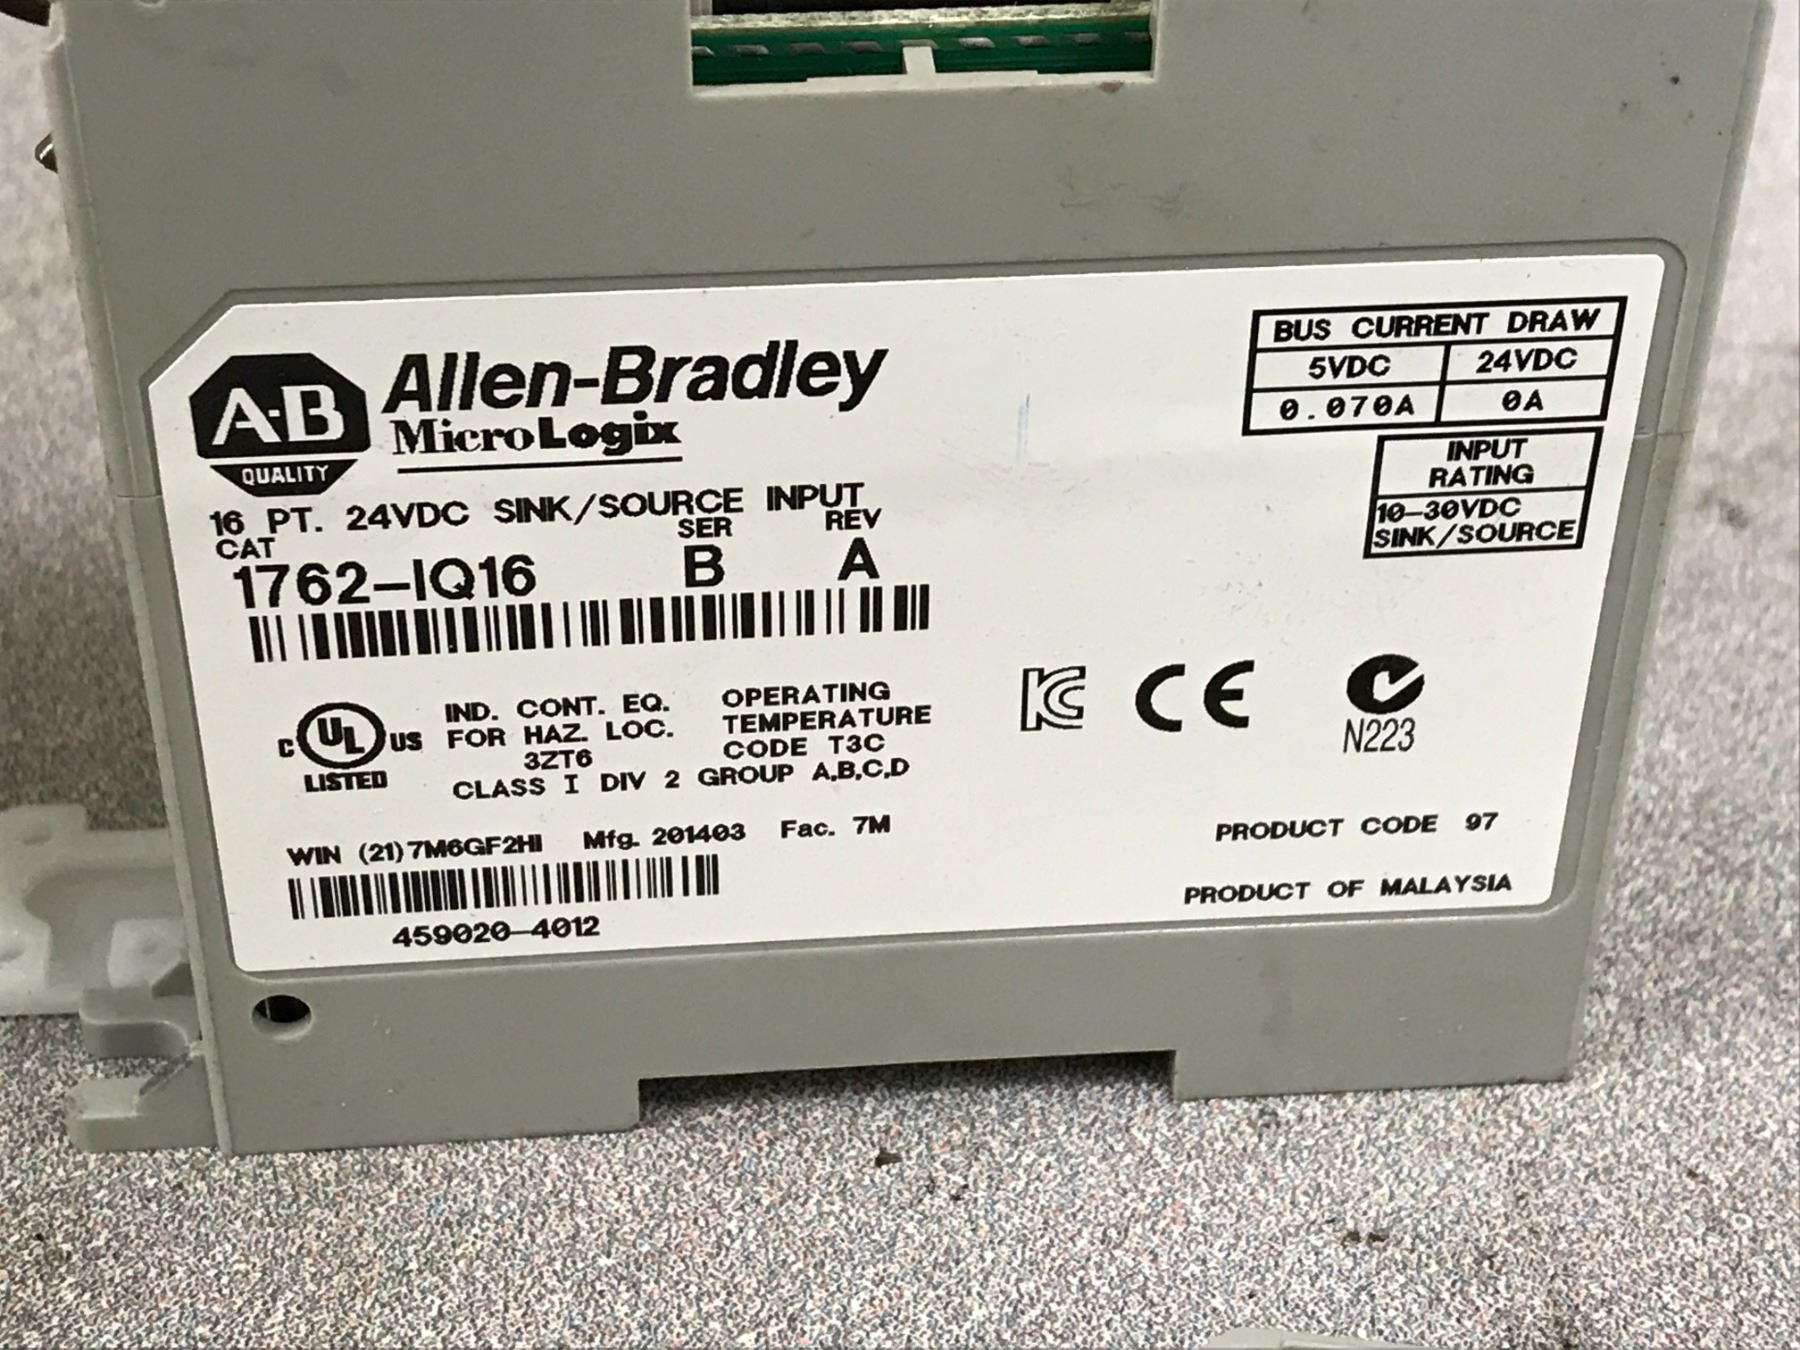 A-B
QUALITY
Allen-Bradley
MicroLogix
16 PT. 24VDC SINK/SOURCE INPUT
CAT SER REV
1762-IQ16 B A
BUS CURRENT DRAW
5VDC 24VDC
0.070A 0A
INPUT
RATING
10-30VDC
SINK/SOURCE
C UL US
LISTED
IND. CONT. EQ.
FOR HAZ. LOC.
3ZT6
OPERATING
TEMPERATURE
CODE T3C
CLASS I DIV 2 GROUP A,B,C,D
KC CE
N223
WIN (21)7M6GF2HI Mfg. 201403 Fac. 7M
459020-4012
PRODUCT CODE 97
PRODUCT OF MALAYSIA